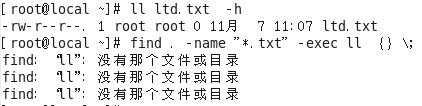 [root@local ~]# ll ltd.txt  -h
-rw-r--r--. 1 root root 0 11月  7 11:07 ltd.txt
[root@local ~]# find . -name "*.txt" -exec ll  {} \;
find: “ll”: 没有那个文件或目录
find: “ll”: 没有那个文件或目录
find: “ll”: 没有那个文件或目录